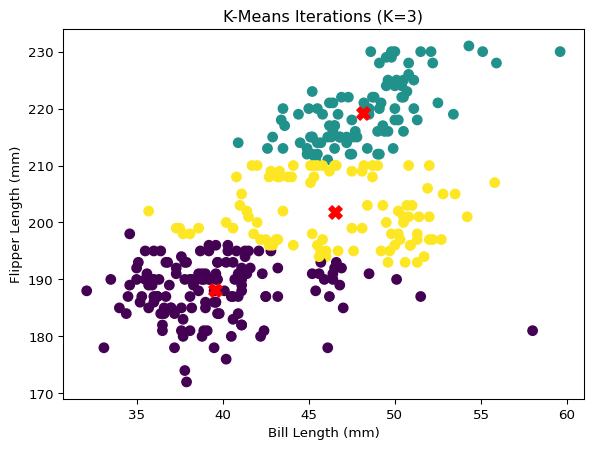 K-Means Iterations (K=3)
Flipper Length (mm)
230
220
210
200
190
180
170
35 40 45 50 55 60
Bill Length (mm)